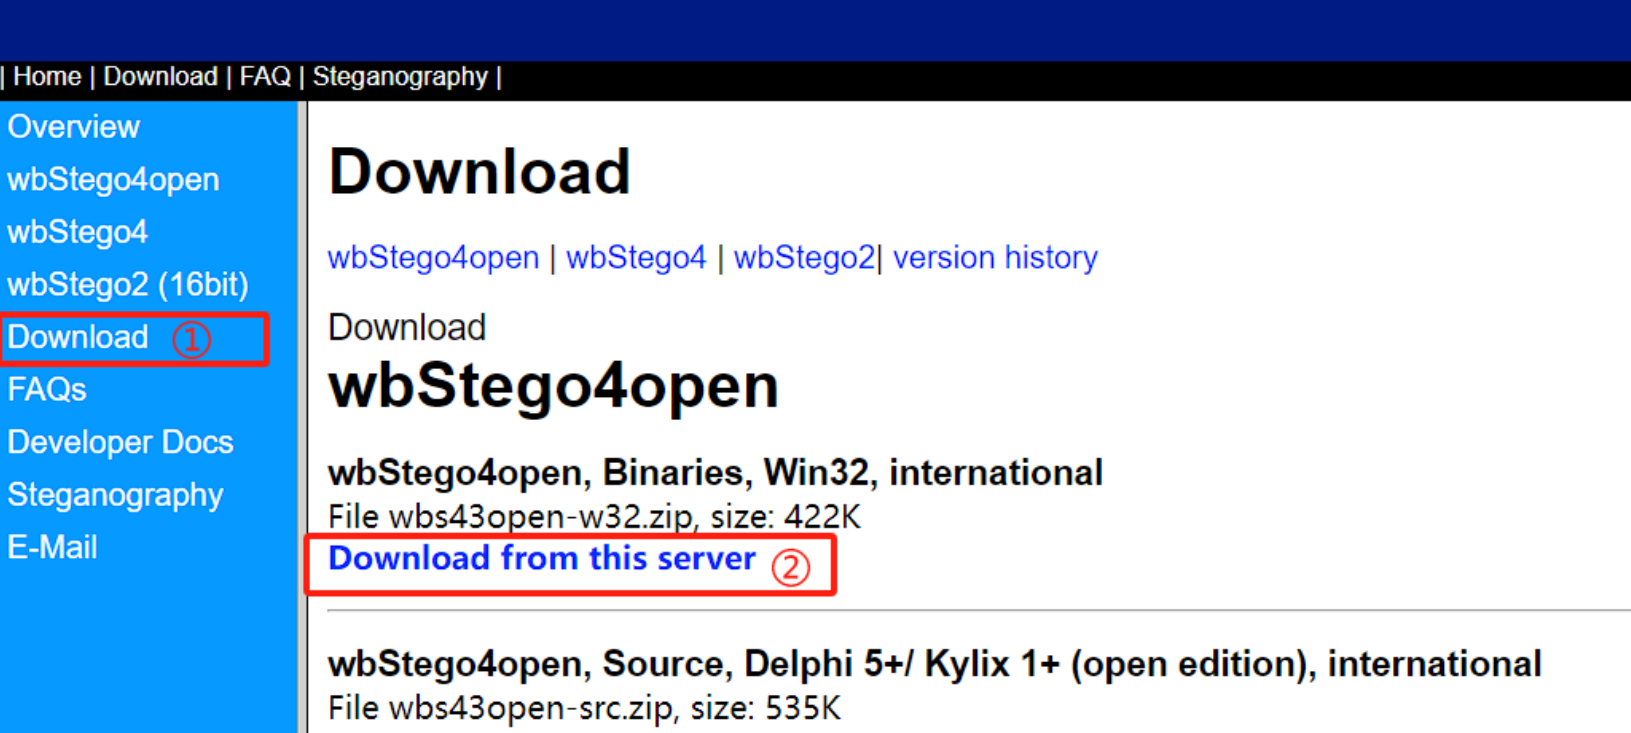 | Home | Download | FAQ | Steganography |
Overview
wbStego4open
wbStego4
wbStego2 (16bit)
Download ①
FAQs
Developer Docs
Steganography
E-Mail
Download
wbStego4open | wbStego4 | wbStego2| version history
Download
wbStego4open
wbStego4open, Binaries, Win32, international
File wbs43open-w32.zip, size: 422K
Download from this server ②
wbStego4open, Source, Delphi 5+/ Kylix 1+ (open edition), international
File wbs43open-src.zip, size: 535K